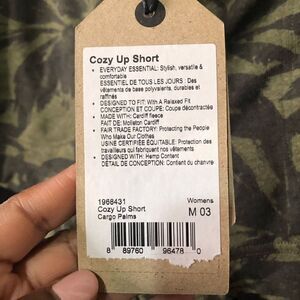 Cozy Up Short
• EVERYDAY ESSENTIAL: Stylish, versatile &
comfortable
ESSENTIEL DE TOUS LES JOURS : Des
vêtements de base polyvalents, durables et
raffinés
• DESIGNED TO FIT: With A Relaxed Fit
CONCEPTION ET COUPE: Coupe décontractée
• MADE WITH: Cardiff fleece
FAIT DE: Molleton Cardiff
• FAIR TRADE FACTORY: Protecting the People
Who Make Our Clothes
USINE CERTIFIÉE ÉQUITABLE: Protection des
travailleurs qui fabriquent nos vêtements
• DESIGNED WITH: Hemp Content
DÉTAIL DE CONCEPTION: Contient du chanvre
1968431
Womens
Cozy Up Short
M 03
Cargo Palms
8 89760 96478 0